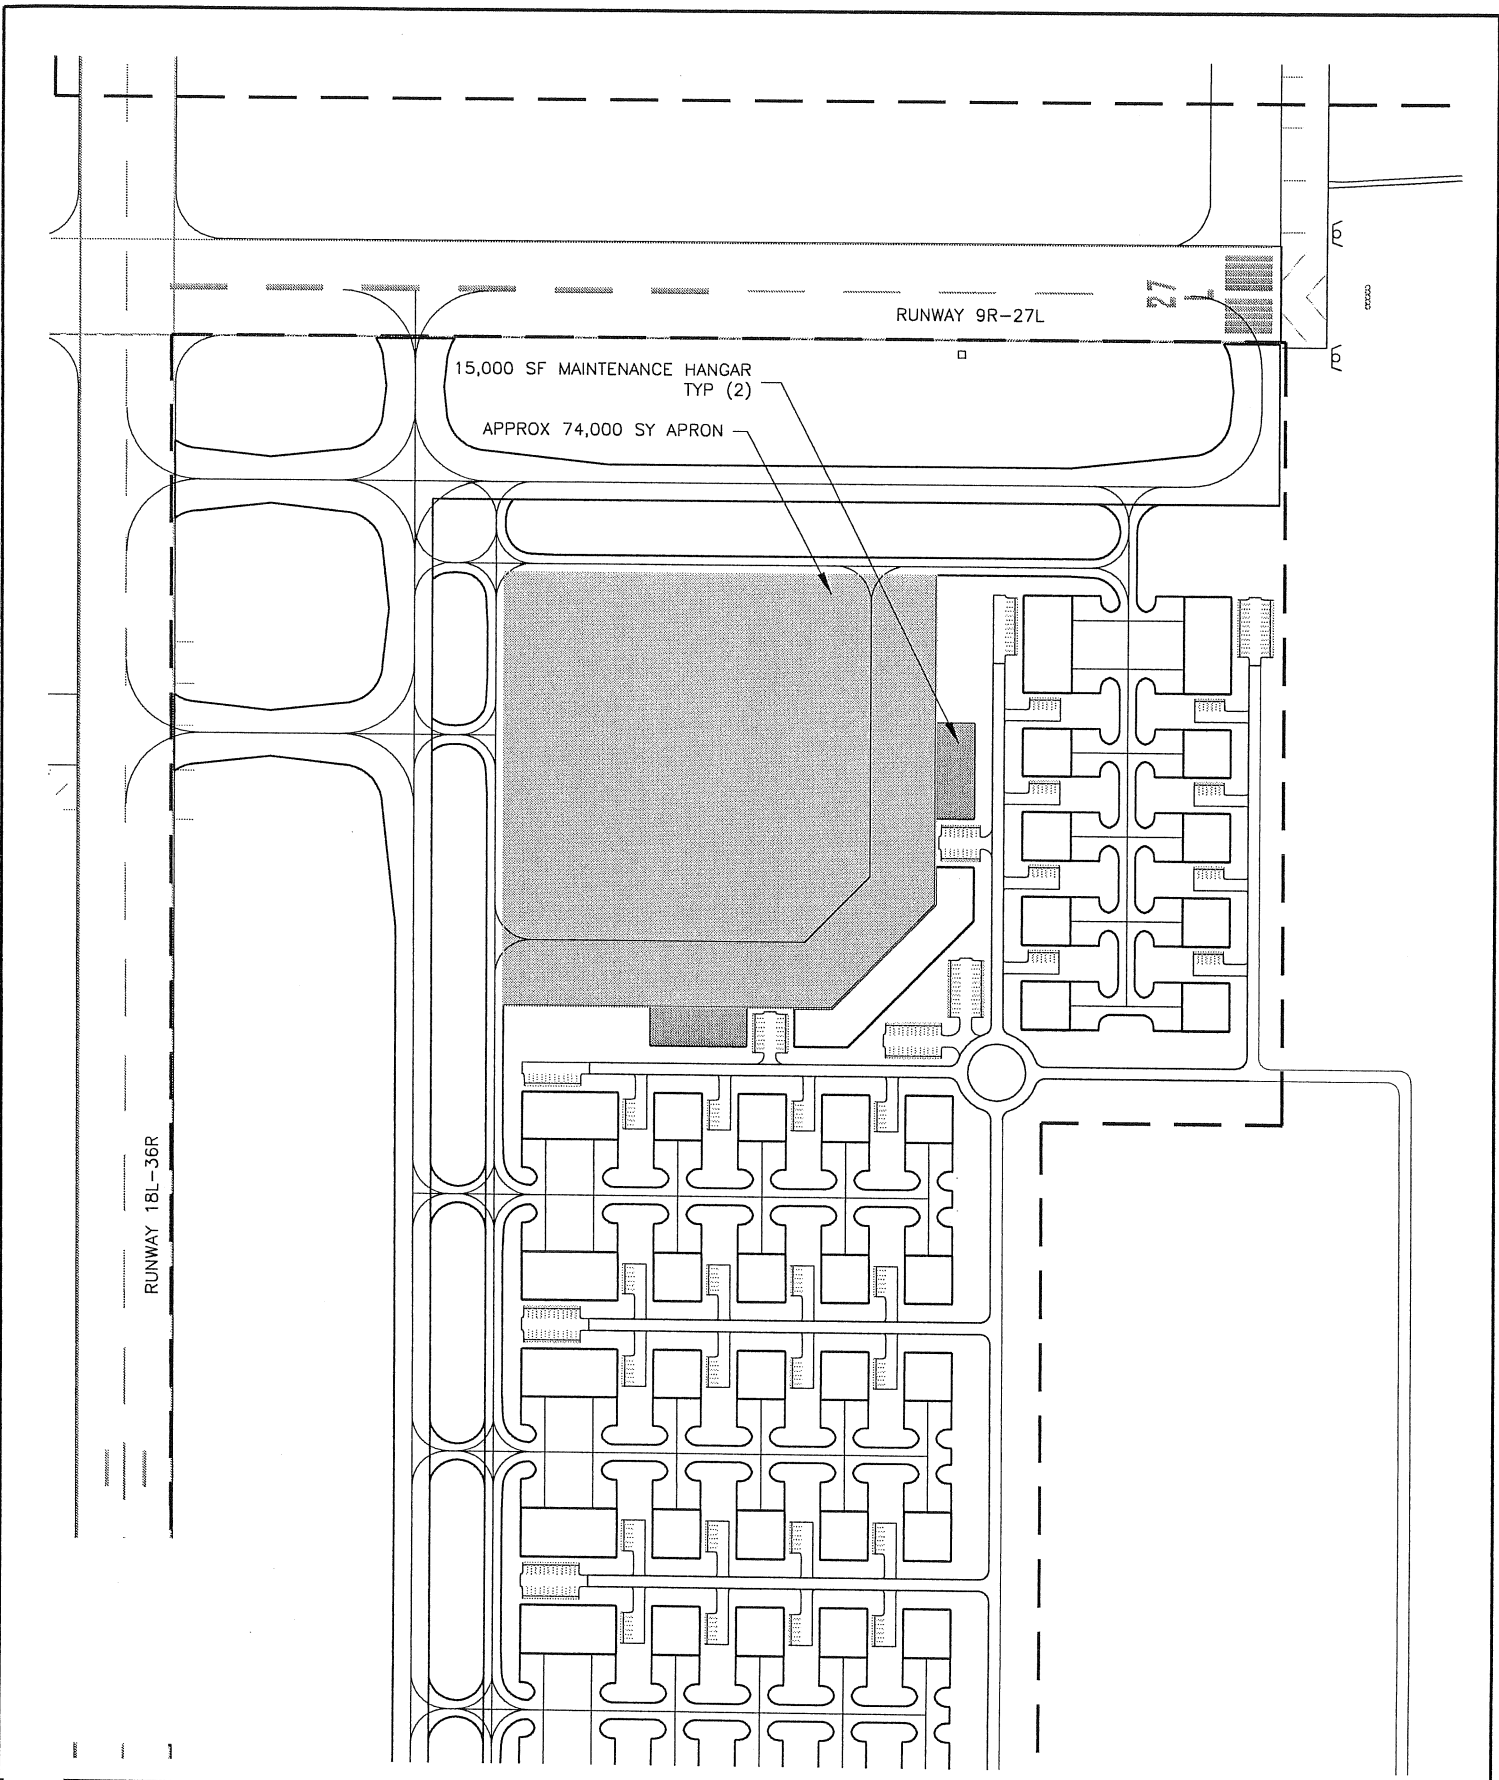 27
L
RUNWAY 9R-27L
15,000 SF MAINTENANCE HANGAR
TYP (2)
APPROX 74,000 SY APRON
RUNWAY 18L-36R